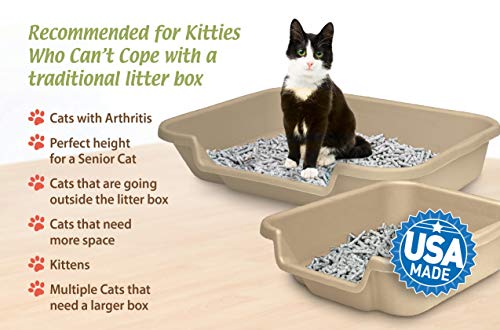 Recommended for Kitties
Who Can't Cope with a
traditional litter box
Cats with Arthritis
Perfect height
for a Senior Cat
Cats that are going
outside the litter box
Cats that need
more space
Kittens
Multiple Cats that
need a larger box
USA
MADE